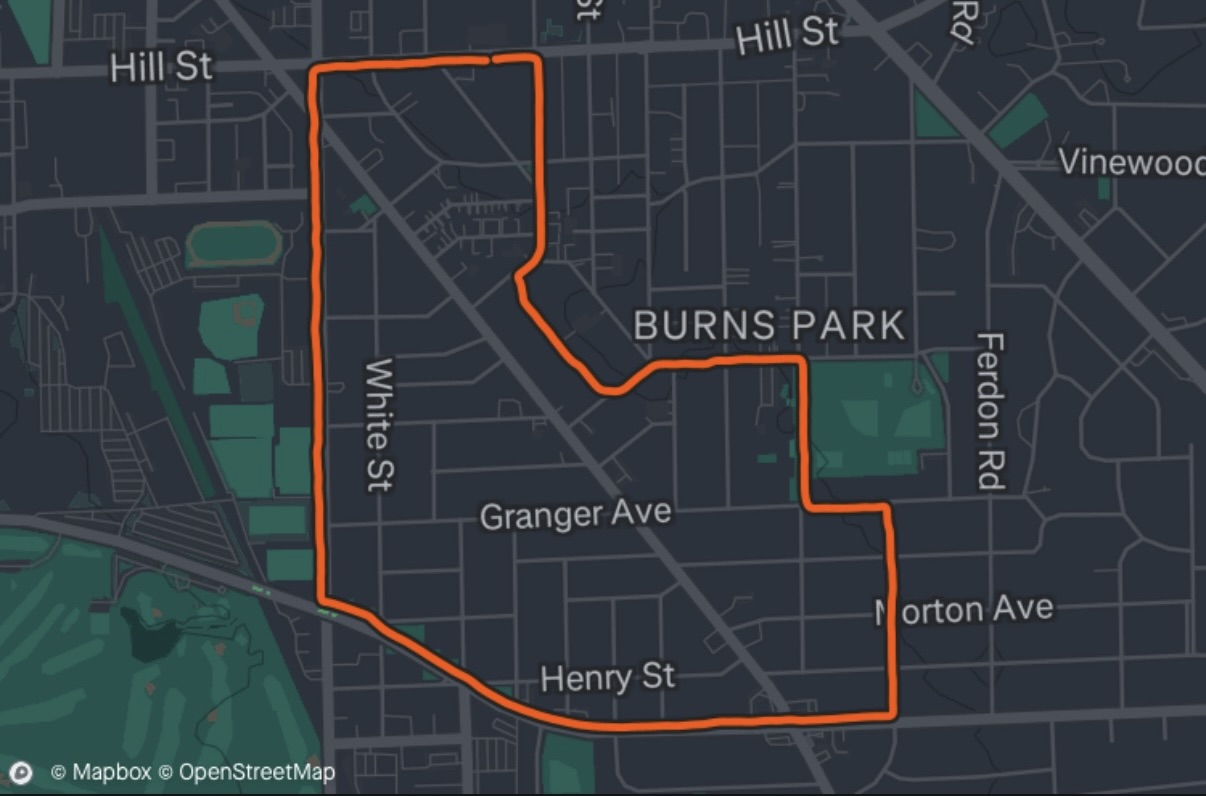 St
Rd
Hill St
Hill St
Vinewood
BURNS PARK
Ferdon Rd
White St
Granger Ave
Norton Ave
Henry St
© Mapbox © OpenStreetMap